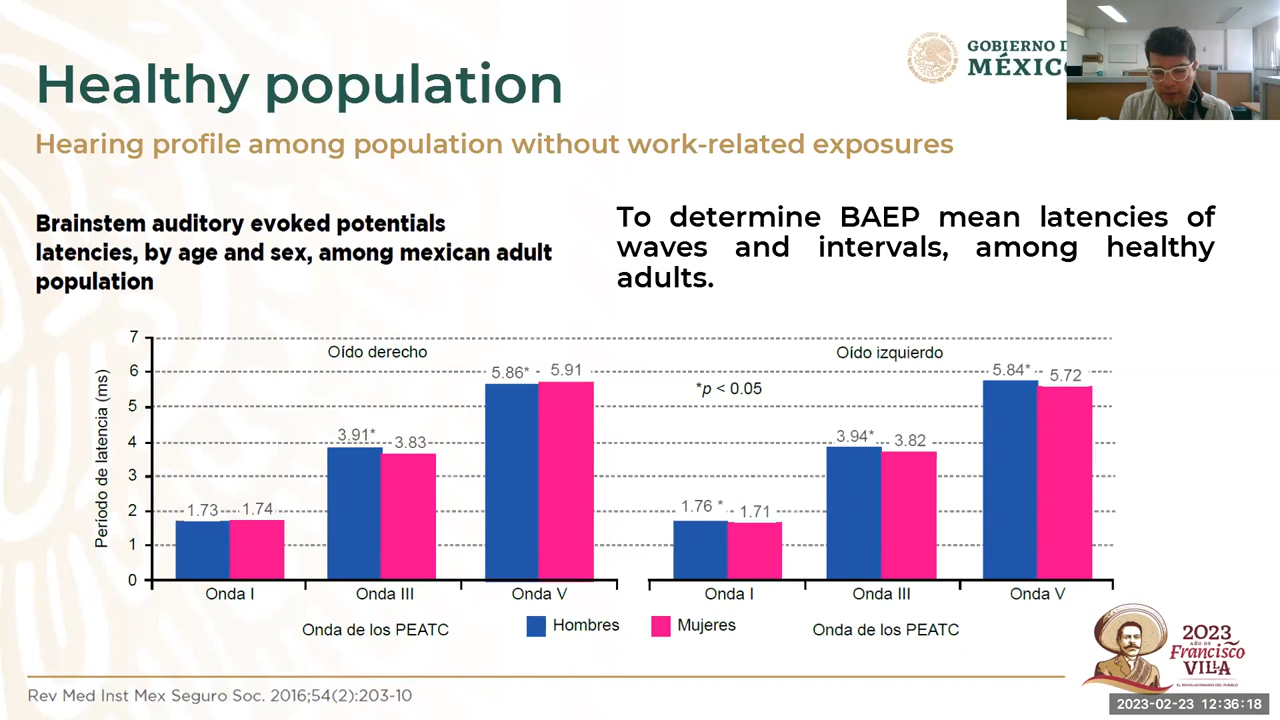 GOBIERNO D
MÉXICO
Healthy population
Hearing profile among population without work-related exposures
Brainstem auditory evoked potentials
latencies, by age and sex, among mexican adult
population
To determine BAEP mean latencies of
waves and intervals, among healthy
adults.
Período de latencia (ms)
7
6
5
4
3
2
1
0
Oído derecho
1.73
1.74
3.91*
3.83
5.86*
5.91
Onda I
Onda III
Onda V
Onda de los PEATC
Oído izquierdo
*p < 0.05
1.76 *
1.71
3.94*
3.82
5.84*
5.72
Onda I
Onda III
Onda V
Onda de los PEATC
Hombres
Mujeres
2023
AÑO DE
Francisco
VILLA
EL REVOLUCIONARIO DEL PUEBLO
Rev Med Inst Mex Seguro Soc. 2016;54(2):203-10
2023-02-23 12:36:18